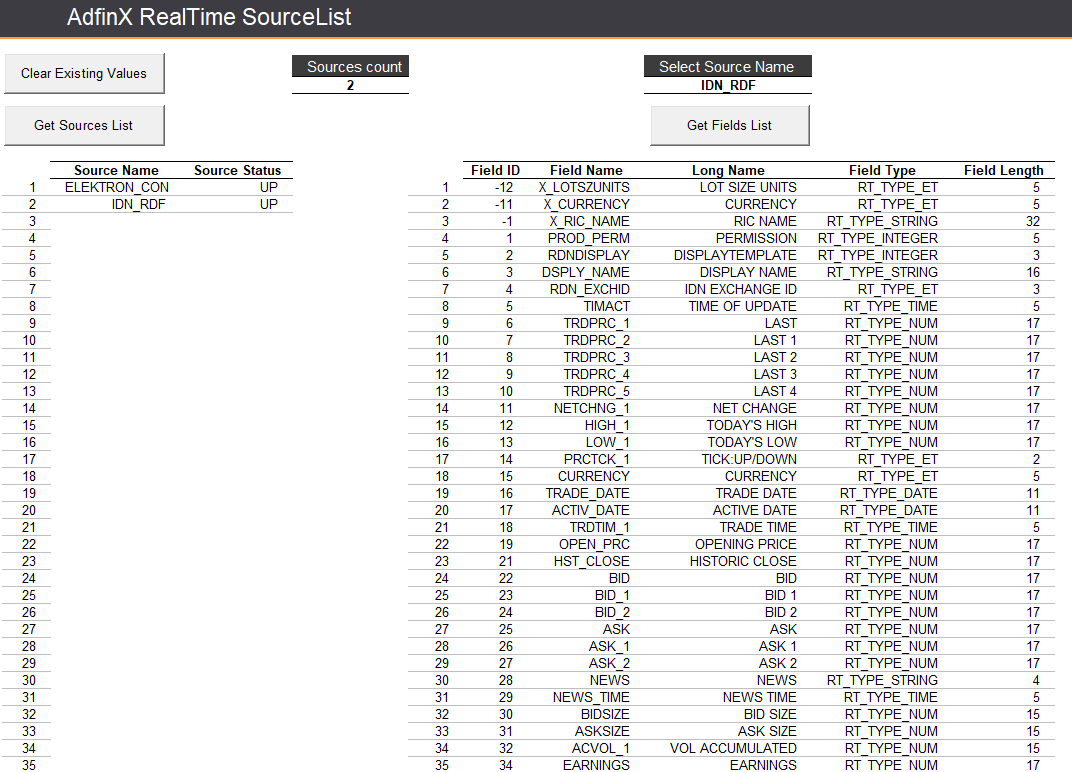 AdfinX RealTime SourceList
Clear Existing Values
Sources count
2
Select Source Name
IDN_RDF
Get Sources List
Get Fields List
Source Name Source Status
1 ELEKTRON_CON UP
2 IDN_RDF UP
3
4
5
6
7
8
9
10
11
12
13
14
15
16
17
18
19
20
21
22
23
24
25
26
27
28
29
30
31
32
33
34
35
Field ID Field Name Long Name Field Type Field Length
1 -12 X_LOTSZUNITS LOT SIZE UNITS RT_TYPE_ET 5
2 -11 X_CURRENCY CURRENCY RT_TYPE_ET 5
3 -1 X_RIC_NAME RIC NAME RT_TYPE_STRING 32
4 1 PROD_PERM PERMISSION RT_TYPE_INTEGER 5
5 2 RDNDISPLAY DISPLAYTEMPLATE RT_TYPE_INTEGER 3
6 3 DSPLY_NAME DISPLAY NAME RT_TYPE_STRING 16
7 4 RDN_EXCHID IDN EXCHANGE ID RT_TYPE_ET 3
8 5 TIMACT TIME OF UPDATE RT_TYPE_TIME 5
9 6 TRDPRC_1 LAST RT_TYPE_NUM 17
10 7 TRDPRC_2 LAST 1 RT_TYPE_NUM 17
11 8 TRDPRC_3 LAST 2 RT_TYPE_NUM 17
12 9 TRDPRC_4 LAST 3 RT_TYPE_NUM 17
13 10 TRDPRC_5 LAST 4 RT_TYPE_NUM 17
14 11 NETCHNG_1 NET CHANGE RT_TYPE_NUM 17
15 12 HIGH_1 TODAY'S HIGH RT_TYPE_NUM 17
16 13 LOW_1 TODAY'S LOW RT_TYPE_NUM 17
17 14 PRCTCK_1 TICK:UP/DOWN RT_TYPE_ET 2
18 15 CURRENCY CURRENCY RT_TYPE_ET 5
19 16 TRADE_DATE TRADE DATE RT_TYPE_DATE 11
20 17 ACTIV_DATE ACTIVE DATE RT_TYPE_DATE 11
21 18 TRDTIM_1 TRADE TIME RT_TYPE_TIME 5
22 19 OPEN_PRC OPENING PRICE RT_TYPE_NUM 17
23 21 HST_CLOSE HISTORIC CLOSE RT_TYPE_NUM 17
24 22 BID BID RT_TYPE_NUM 17
25 23 BID_1 BID 1 RT_TYPE_NUM 17
26 24 BID_2 BID 2 RT_TYPE_NUM 17
27 25 ASK ASK RT_TYPE_NUM 17
28 26 ASK_1 ASK 1 RT_TYPE_NUM 17
29 27 ASK_2 ASK 2 RT_TYPE_NUM 17
30 28 NEWS NEWS RT_TYPE_STRING 4
31 29 NEWS_TIME NEWS TIME RT_TYPE_TIME 5
32 30 BIDSIZE BID SIZE RT_TYPE_NUM 15
33 31 ASKSIZE ASK SIZE RT_TYPE_NUM 15
34 32 ACVOL_1 VOL ACCUMULATED RT_TYPE_NUM 15
35 34 EARNINGS EARNINGS RT_TYPE_NUM 17